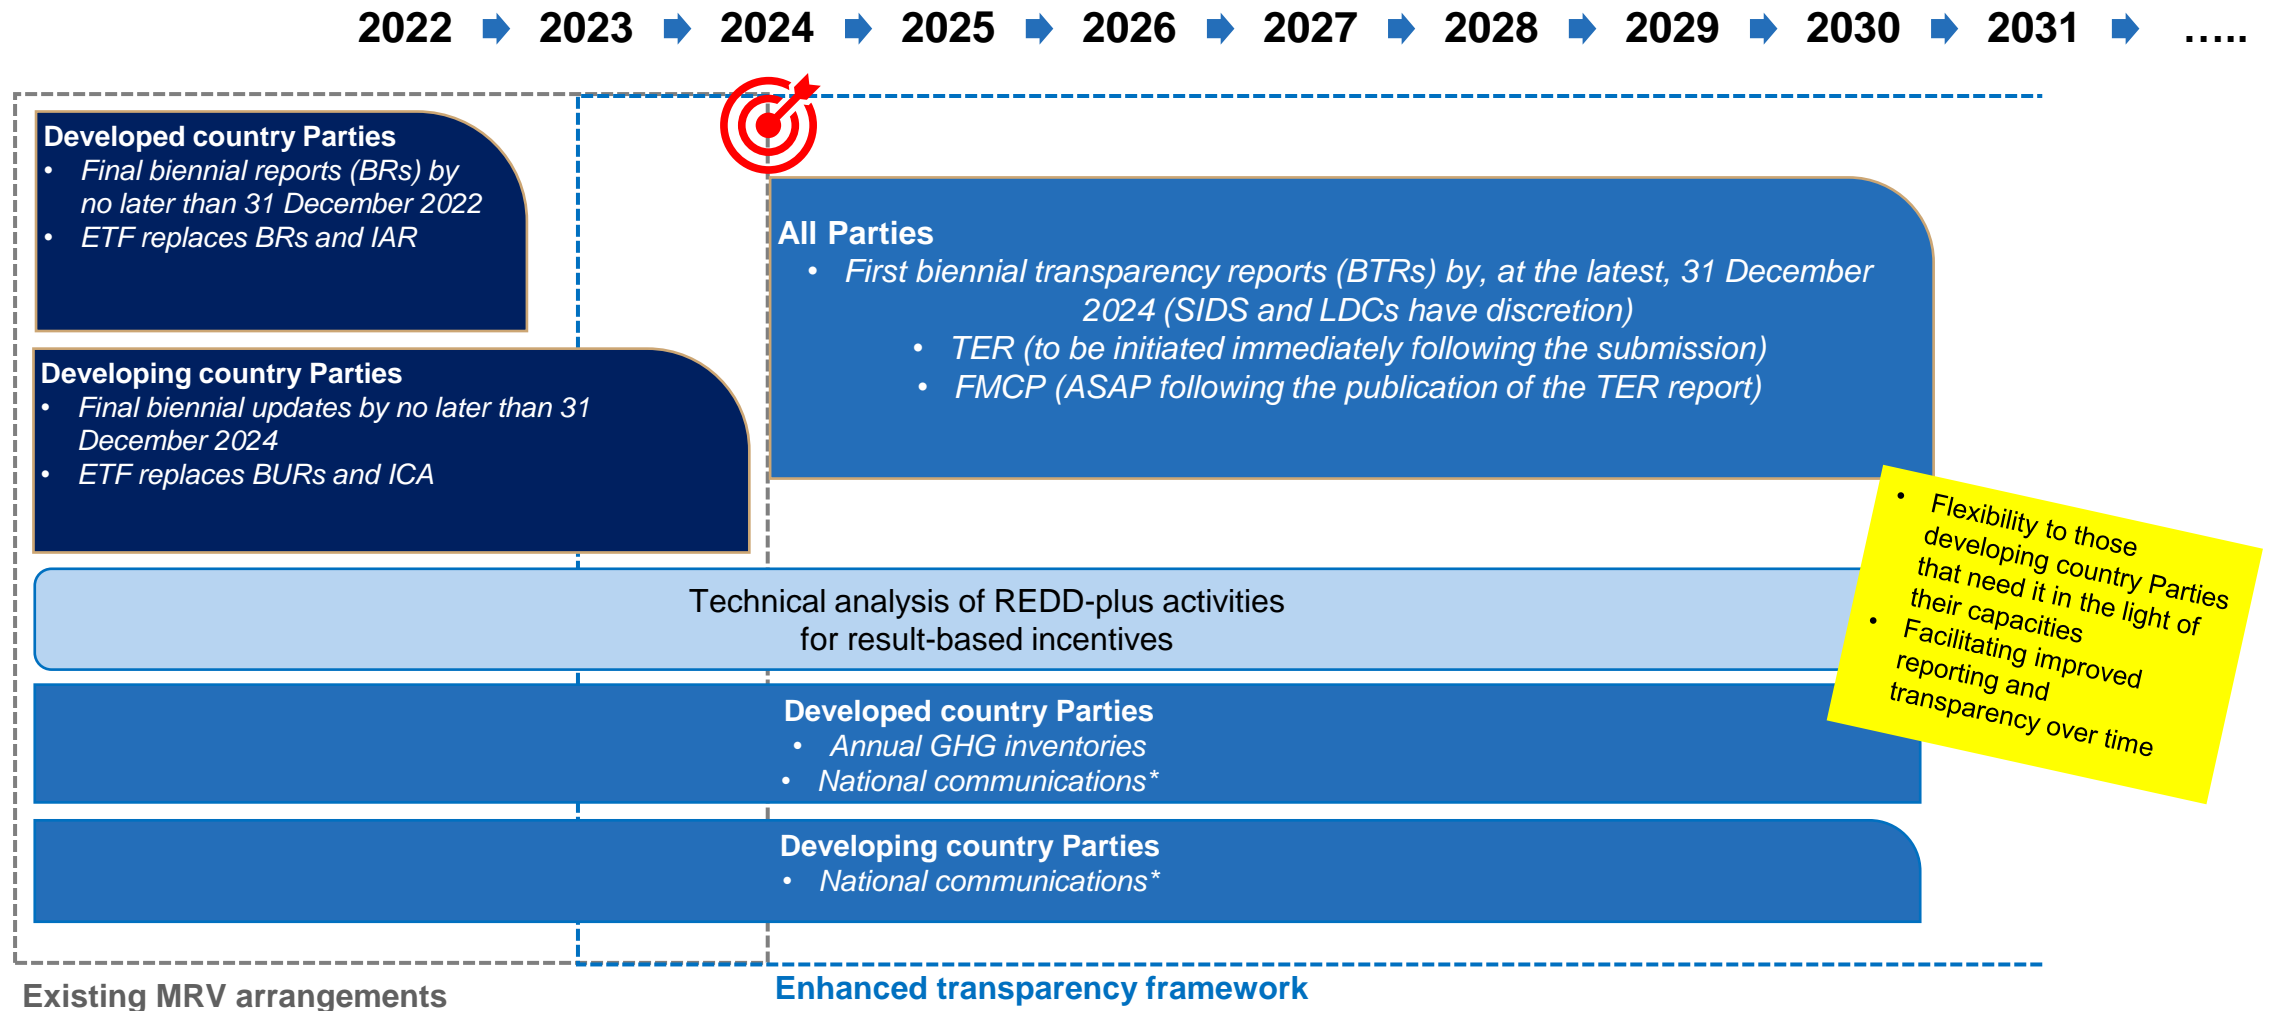 2022 2023 2024 2025 2026 2027 2028 2029 2030 2031 .....
Developed country Parties
• Final biennial reports (BRs) by
no later than 31 December 2022
• ETF replaces BRs and IAR
Developing country Parties
• Final biennial updates by no later than 31
December 2024
• ETF replaces BURs and ICA
All Parties
• First biennial transparency reports (BTRs) by, at the latest, 31 December
2024 (SIDS and LDCs have discretion)
• TER (to be initiated immediately following the submission)
• FMCP (ASAP following the publication of the TER report)
• Flexibility to those
developing country Parties
that need it in the light of
their capacities
• Facilitating improved
reporting and
transparency over time
Technical analysis of REDD-plus activities
for result-based incentives
Developed country Parties
• Annual GHG inventories
• National communications*
Developing country Parties
• National communications*
Existing MRV arrangements
Enhanced transparency framework